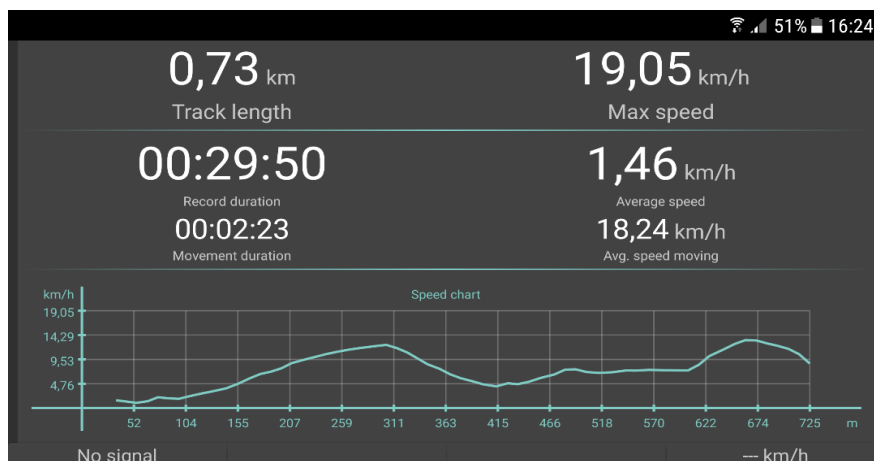 51% 16:24
0,73 km 19,05 km/h
Track length Max speed
00:29:50 1,46 km/h
Record duration Average speed
00:02:23 18,24 km/h
Movement duration Avg. speed moving
km/h Speed chart
19,05
14,29
9,53
4,76
52 104 155 207 259 311 363 415 466 518 570 622 674 725 m
No signal --- km/h